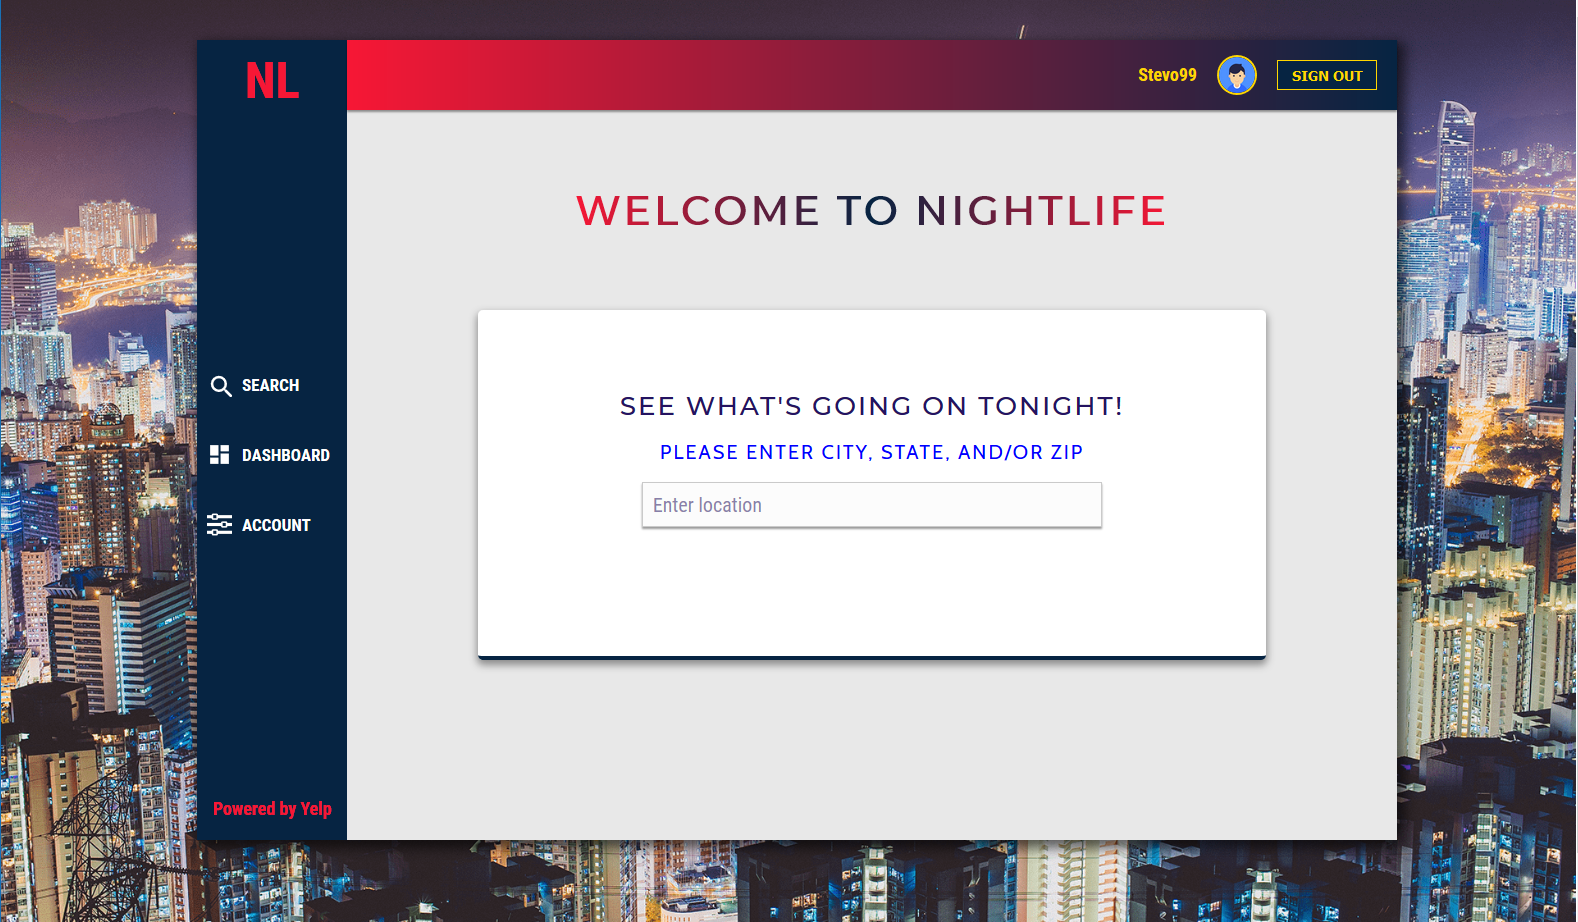 NL
Stevo99
SIGN OUT
WELCOME TO NIGHTLIFE
SEARCH
DASHBOARD
ACCOUNT
SEE WHAT'S GOING ON TONIGHT!
PLEASE ENTER CITY, STATE, AND/OR ZIP
Enter location
Powered by Yelp